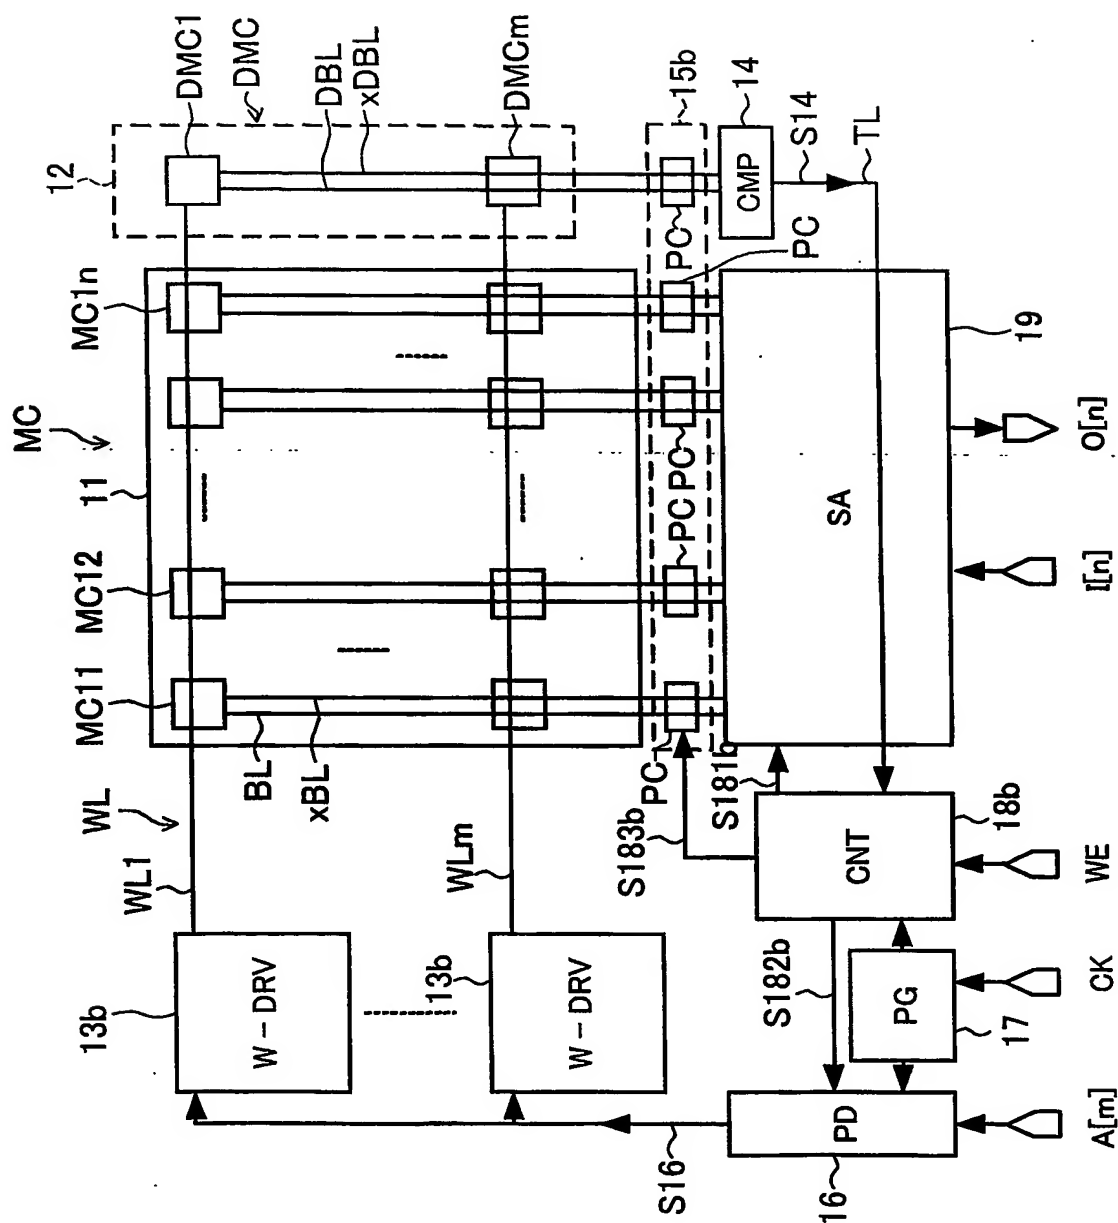 12
DMC1
DMC
DBL
xDBL
DMCm
15b
14
CMP
S14
TL
PC
PC
MC
11
MC1n
MC12
MC11
BL
xBL
PC
PC
PC
PC
SA
19
O[n]
I[n]
WL
WL1
WLm
S183b
S181b
CNT
18b
WE
13b
W-DRV
13b
W-DRV
S182b
PG
17
CK
S16
PD
16
A[m]